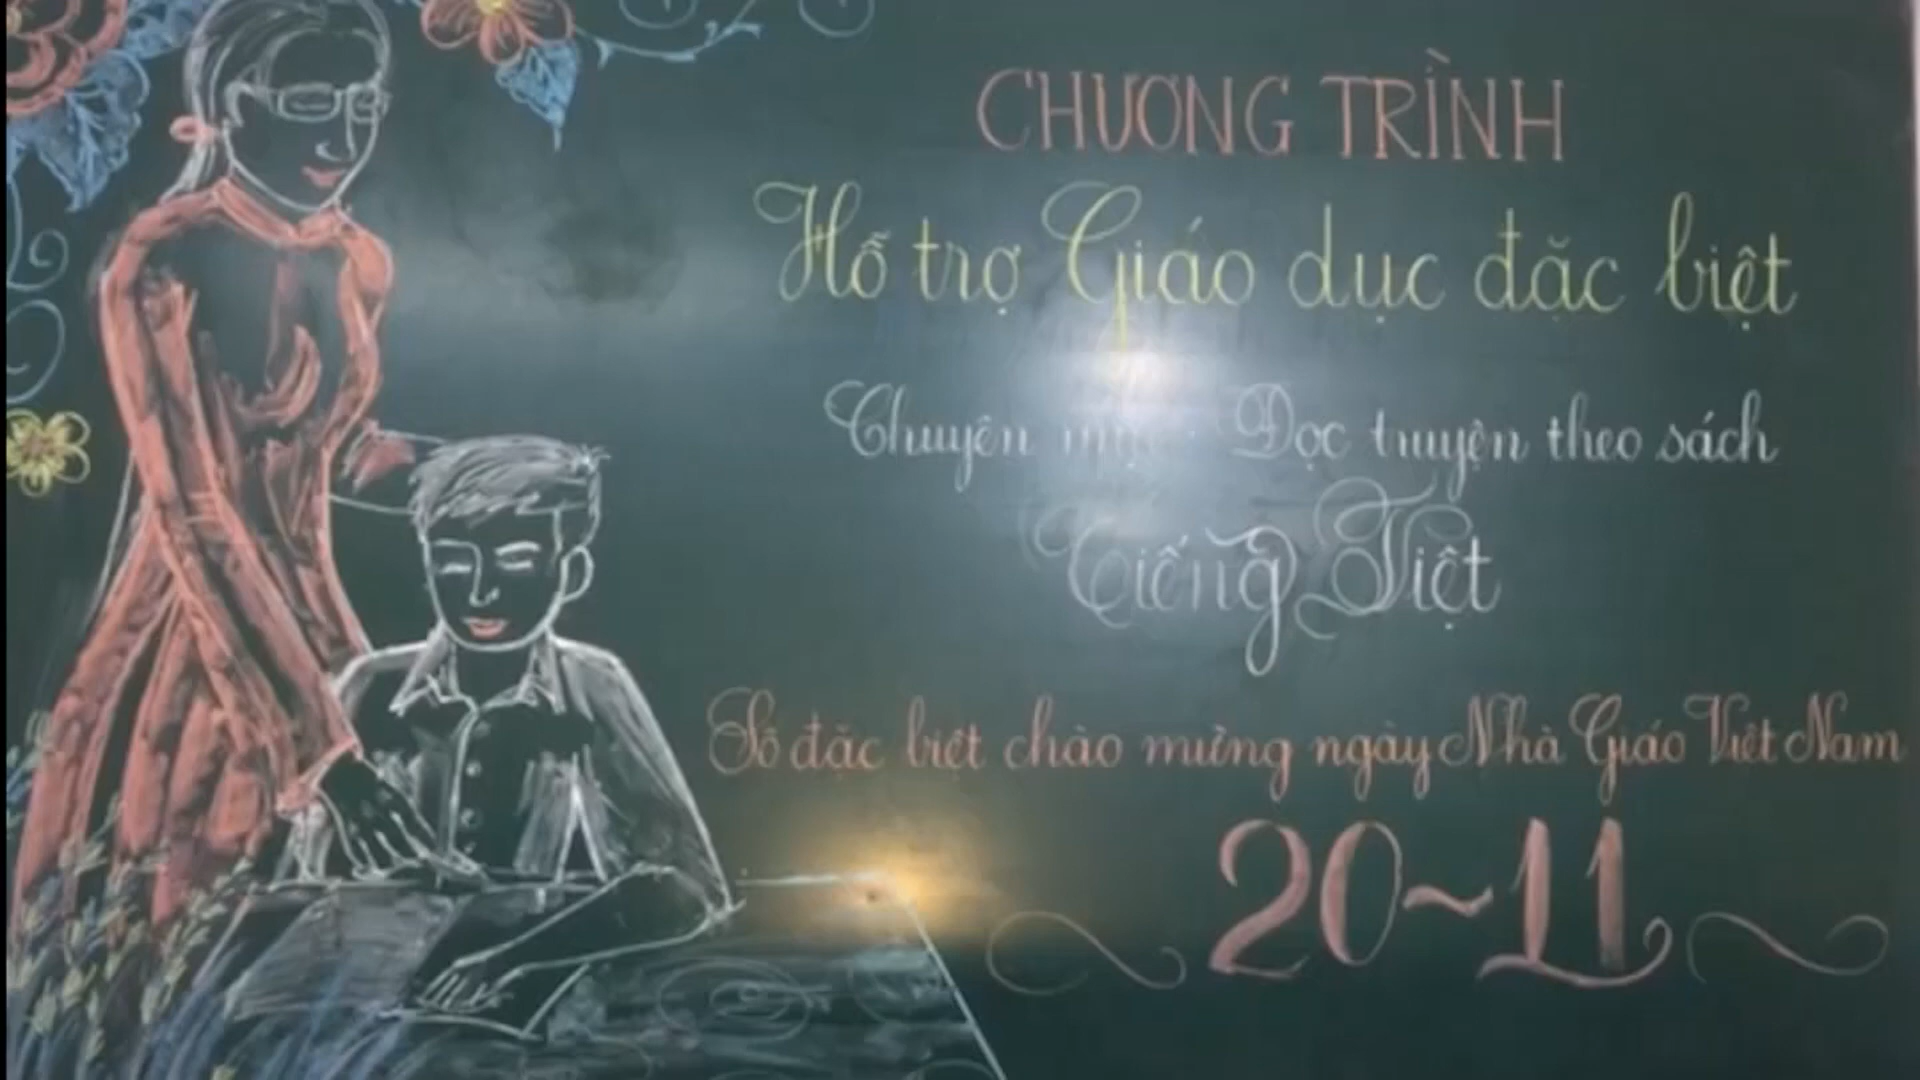 CHƯƠNG TRÌNH
Hỗ trợ Giáo dục đặc biệt
Chuyên mục: Đọc truyện theo sách
Tiếng Việt
Số đặc biệt chào mừng ngày Nhà Giáo Việt Nam
20~11